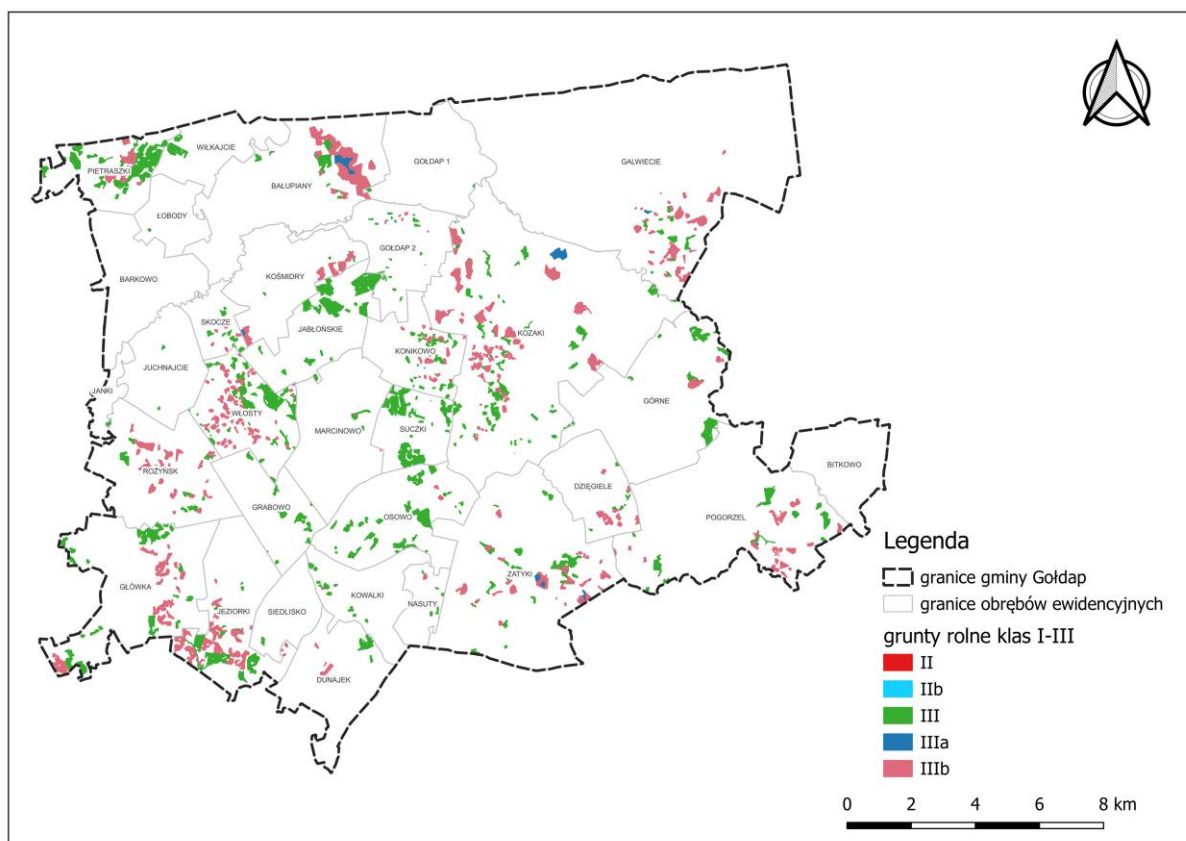 WIŁKAJCIE
PIETRASZKI
GOŁDAP 1
GALWIECIE
BAŁUPIANY
ŁOBODY
GOŁDAP 2
BARKOWO
KOŚMIDRY
SKOCZE
JABŁOŃSKIE
KOZAKI
KONIKOWO
JUCHNAJCIE
JANKI
WŁOSTY
GÓRNE
MARCINOWO
SUCZKI
BITKOWO
ROŻYŃSK
DZIĘGIELE
GRABOWO
OSOWO
POGORZEL
ZATYKI
GŁÓWKA
KOWALKI
NASUTY
JEZIORKI
SIEDLISKO
DUNAJEK
Legenda
granice gminy Gołdap
granice obrębów ewidencyjnych
grunty rolne klas I-III
II
IIb
III
IIIa
IIIb
0 2 4 6 8 km